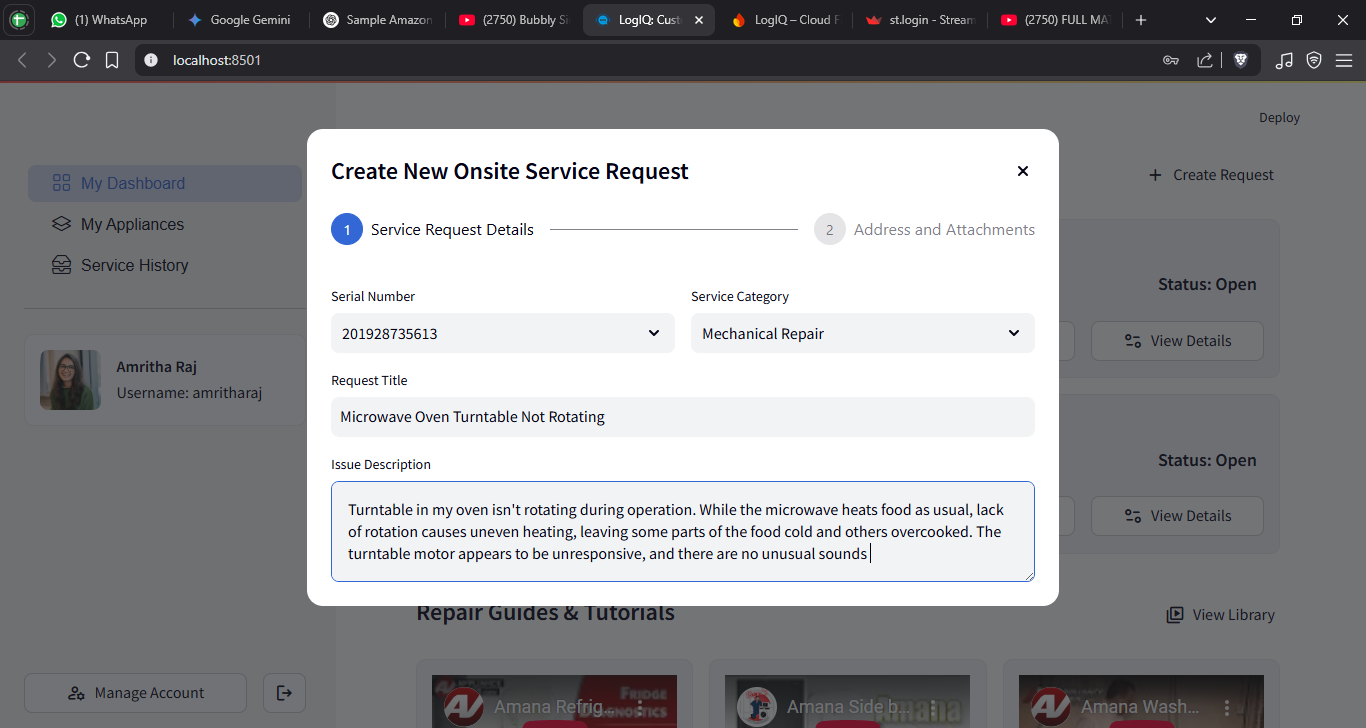 (1) WhatsApp
Google Gemini
Sample Amazon
(2750) Bubbly Si
LogIQ: Cust
LogIQ – Cloud F
st.login - Stream
(2750) FULL MA
localhost:8501
Deploy
My Dashboard
My Appliances
Service History
Amritha Raj
Username: amritharaj
Manage Account
Create Request
Status: Open
View Details
Status: Open
View Details
Create New Onsite Service Request
1 Service Request Details
2 Address and Attachments
Serial Number
Service Category
201928735613
Mechanical Repair
Request Title
Microwave Oven Turntable Not Rotating
Issue Description
Turntable in my oven isn't rotating during operation. While the microwave heats food as usual, lack
of rotation causes uneven heating, leaving some parts of the food cold and others overcooked. The
turntable motor appears to be unresponsive, and there are no unusual sounds
Repair Guides & Tutorials
View Library
Amana Refrig...
FRIDGE
Amana Side b...
Amana Wash...